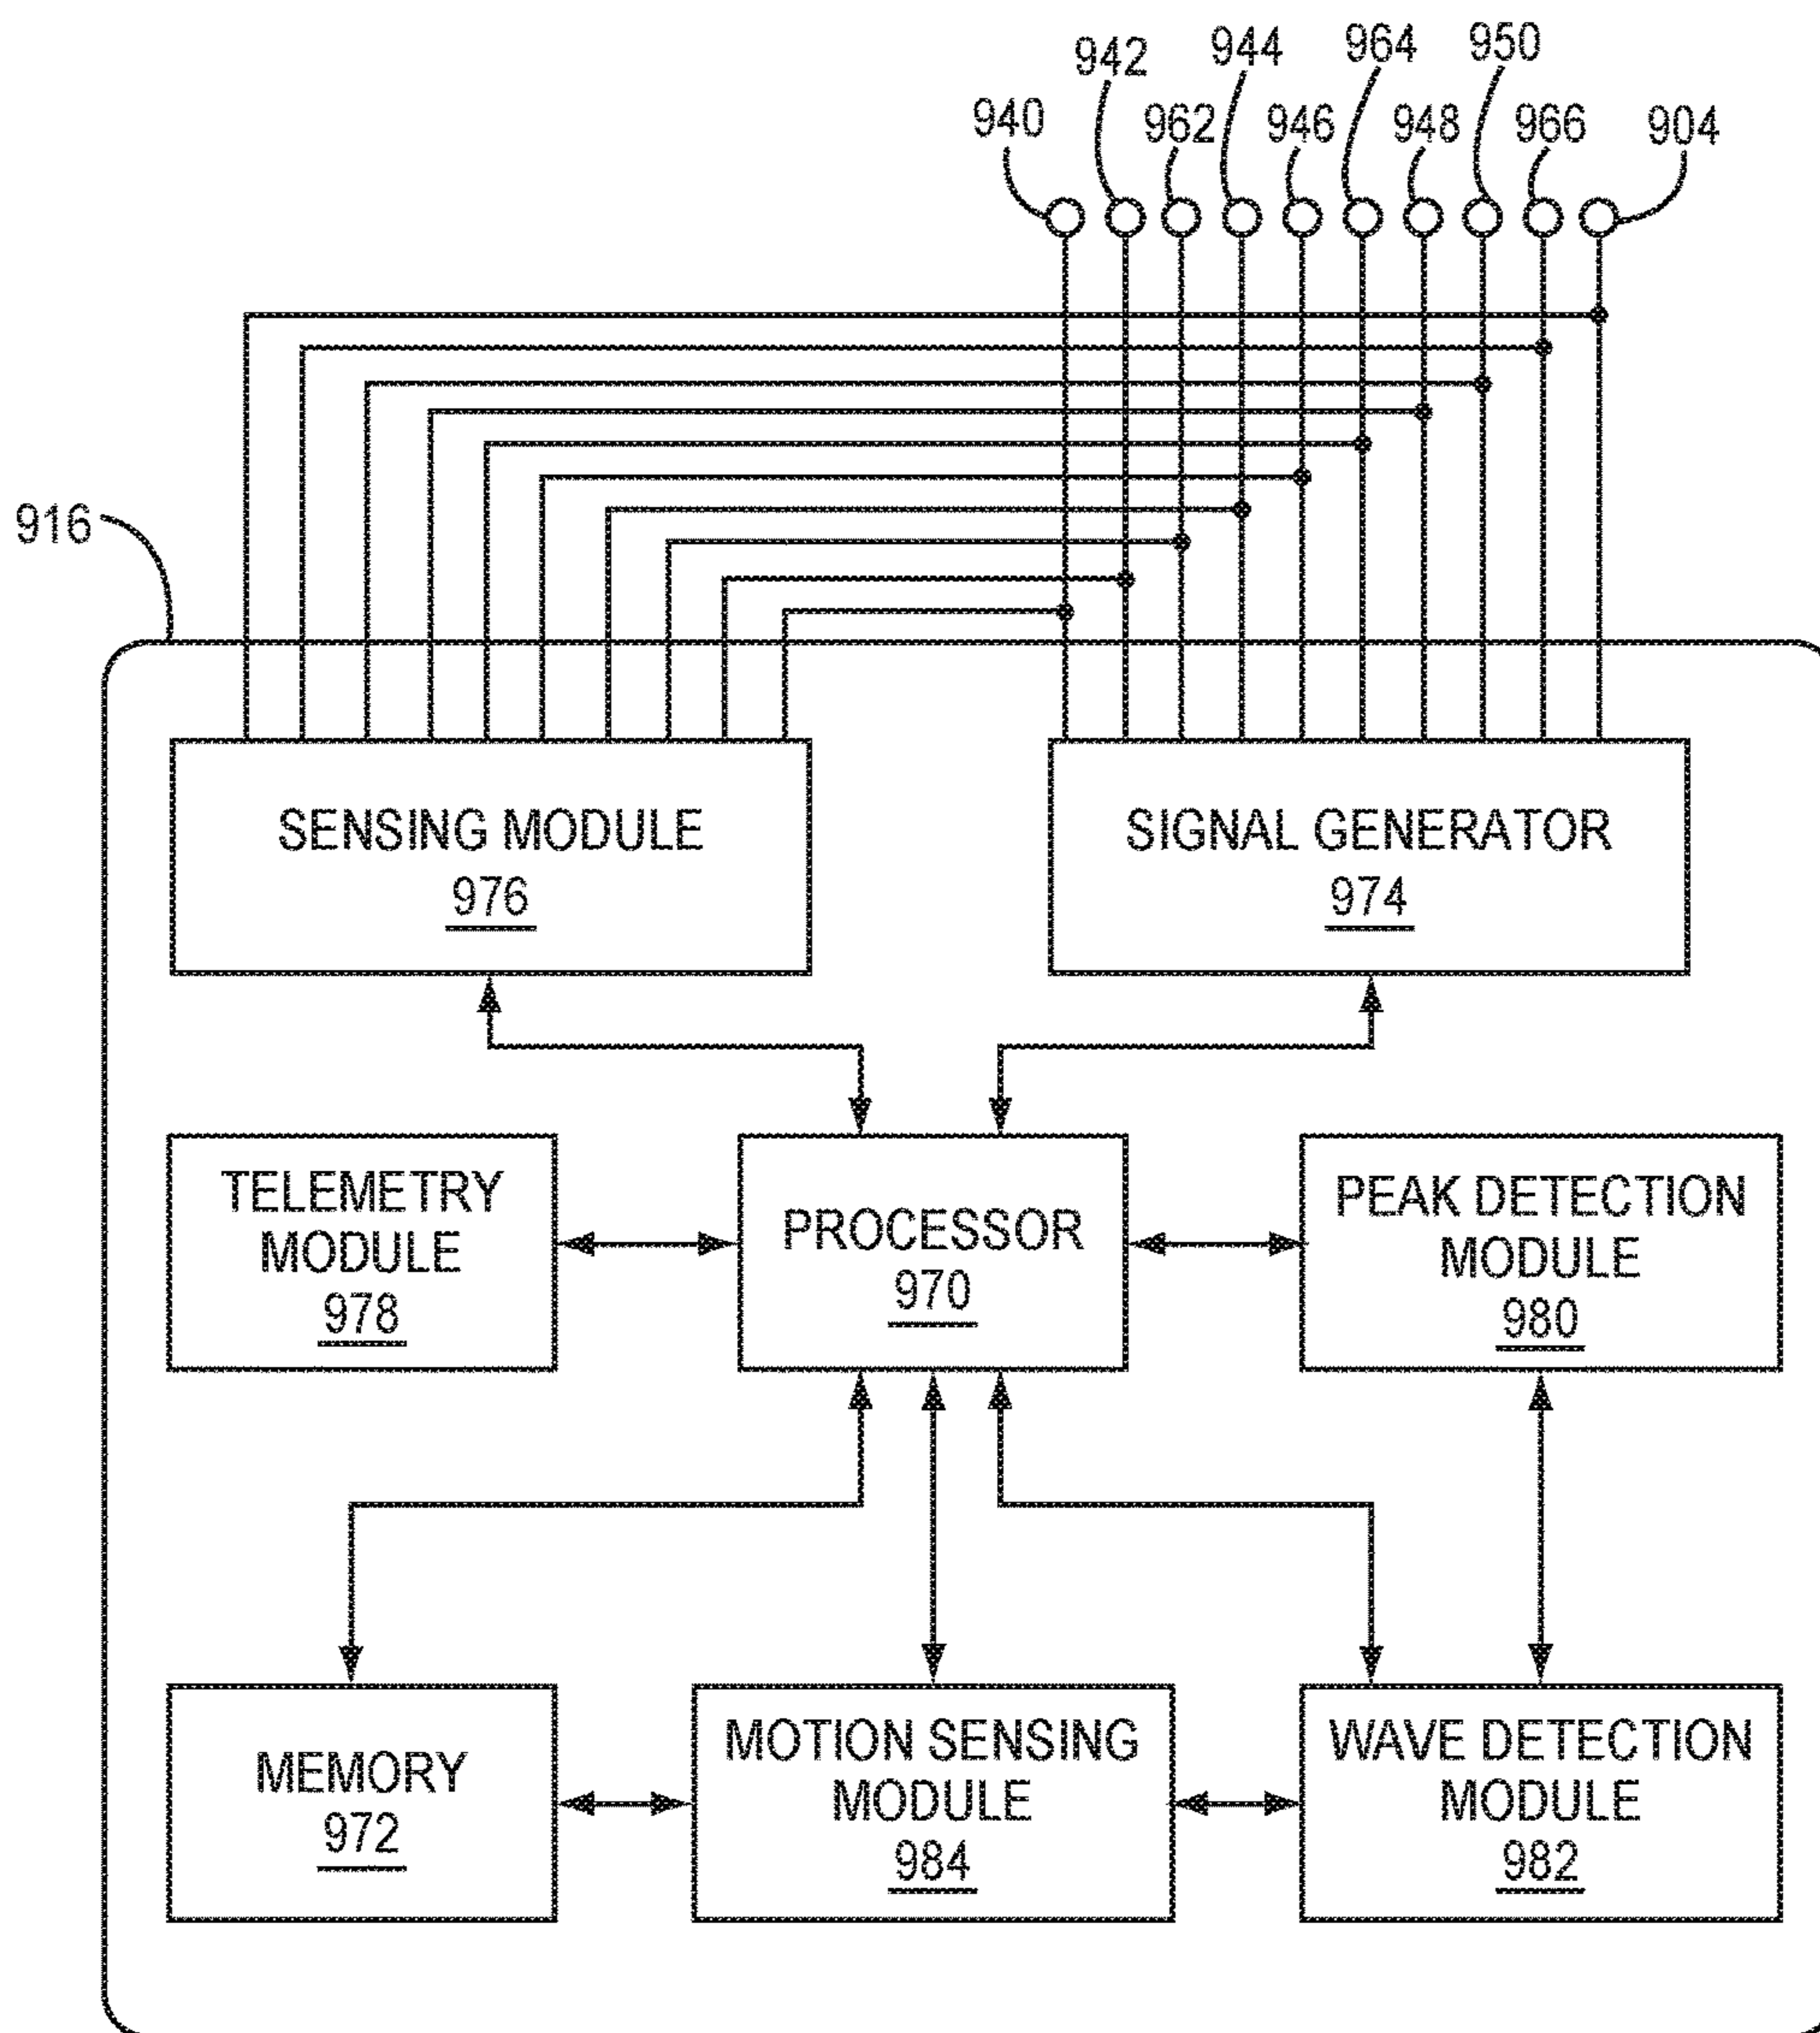 942 944 964 950
940 962 946 948 966 904
916
SENSING MODULE
976
SIGNAL GENERATOR
974
TELEMETRY
MODULE
978
PROCESSOR
970
PEAK DETECTION
MODULE
980
MEMORY
972
MOTION SENSING
MODULE
984
WAVE DETECTION
MODULE
982